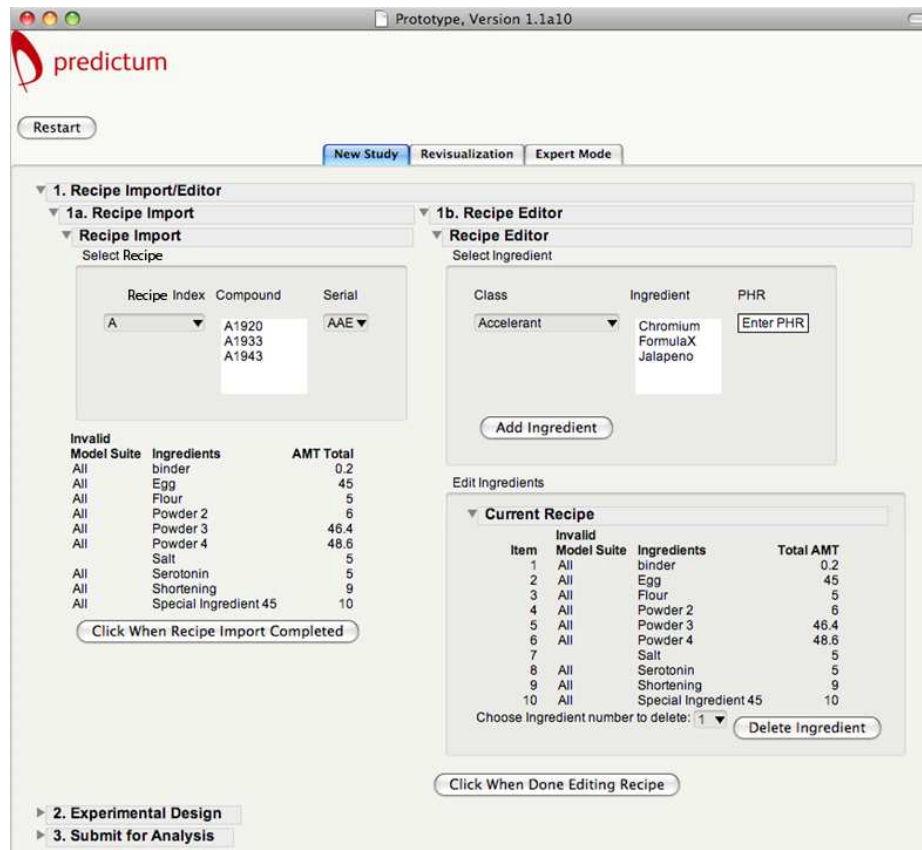 Prototype, Version 1.1a10
predictum
Restart
New Study Revisualization Expert Mode
1. Recipe Import/Editor
1a. Recipe Import
Recipe Import
Select Recipe
Recipe Index Compound Serial
A A1920 AAE
A1933
A1943
Invalid
Model Suite Ingredients AMT Total
All binder 0.2
All Egg 45
All Flour 5
All Powder 2 6
All Powder 3 46.4
All Powder 4 48.6
Salt 5
All Serotonin 5
All Shortening 9
All Special Ingredient 45 10
Click When Recipe Import Completed
1b. Recipe Editor
Recipe Editor
Select Ingredient
Class Ingredient PHR
Accelerant Chromium Enter PHR
FormulaX
Jalapeno
Add Ingredient
Edit Ingredients
Current Recipe
Invalid
Item Model Suite Ingredients Total AMT
1 All binder 0.2
2 All Egg 45
3 All Flour 5
4 All Powder 2 6
5 All Powder 3 46.4
6 All Powder 4 48.6
7 Salt 5
8 All Serotonin 5
9 All Shortening 9
10 All Special Ingredient 45 10
Choose Ingredient number to delete: 1 Delete Ingredient
Click When Done Editing Recipe
2. Experimental Design
3. Submit for Analysis